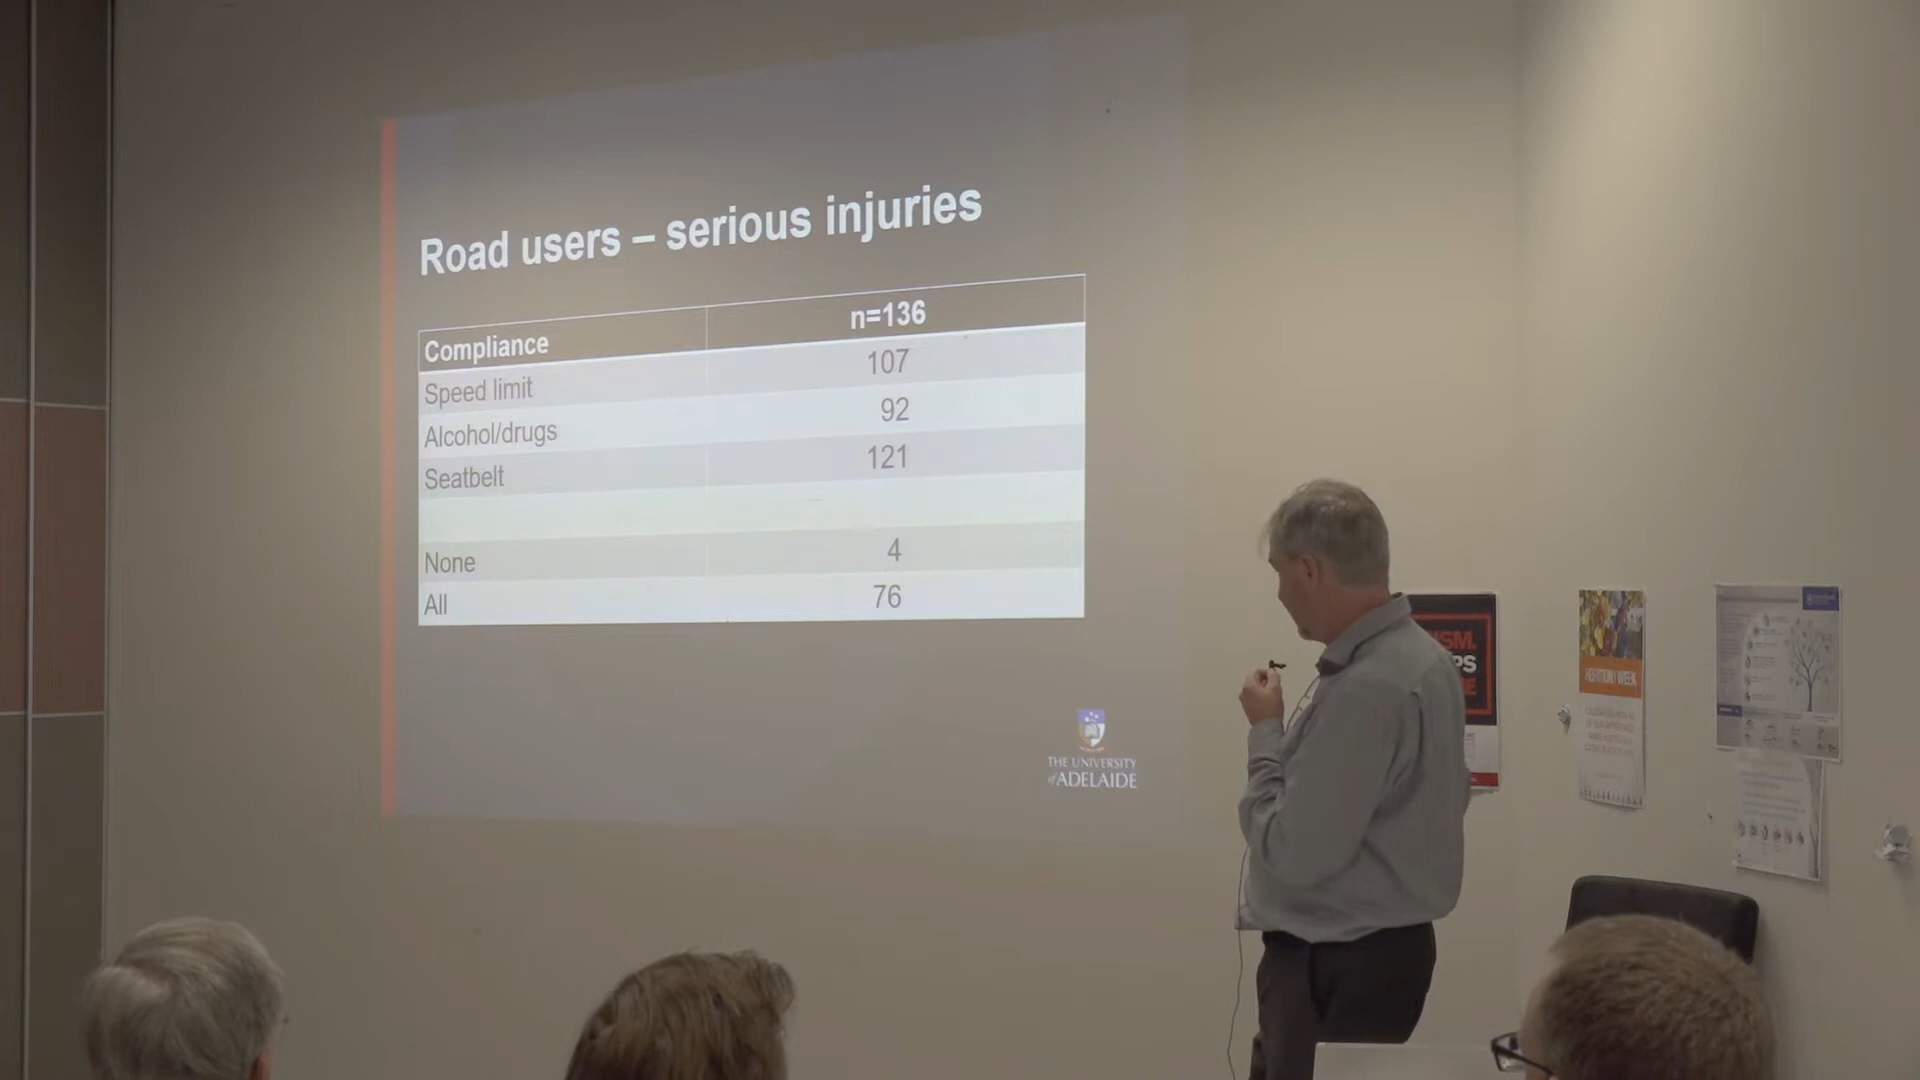 Road users – serious injuries
Compliance n=136
Speed limit 107
Alcohol/drugs 92
Seatbelt 121
None 4
All 76
THE UNIVERSITY
of ADELAIDE
WEEK